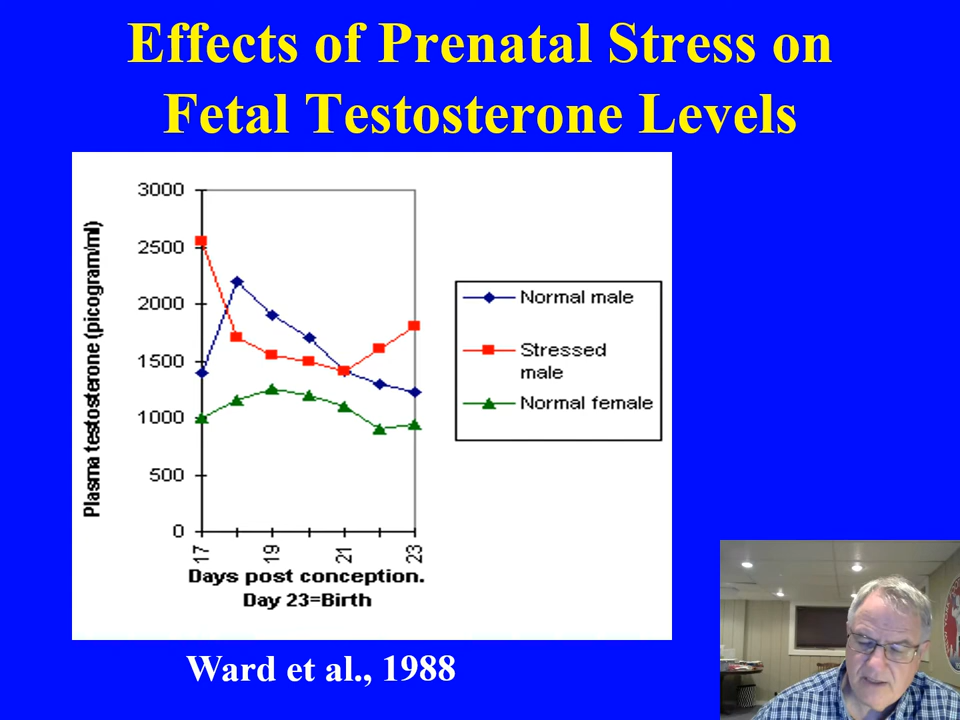 Effects of Prenatal Stress on
Fetal Testosterone Levels
Plasma testosterone (picogram/ml)
3000
2500
2000
1500
1000
500
0
17
19
21
23
Days post conception.
Day 23=Birth
Normal male
Stressed
male
Normal female
Ward et al., 1988